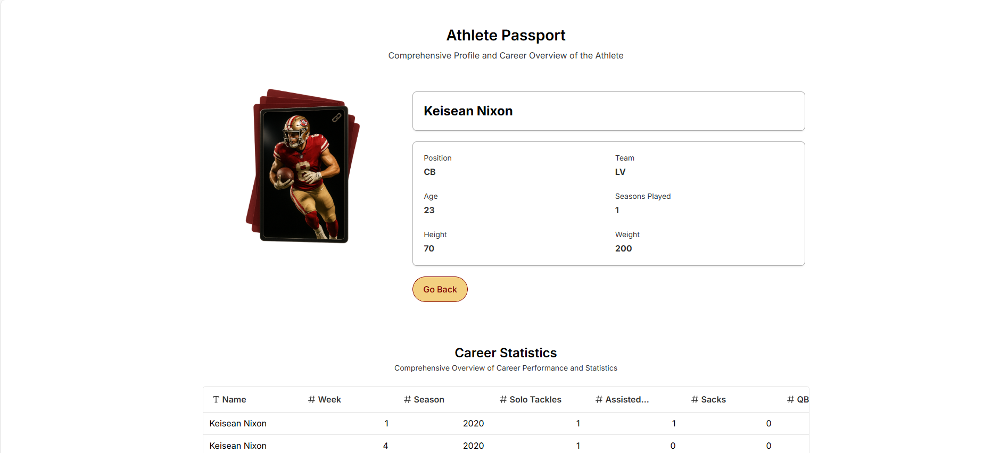 Athlete Passport
Comprehensive Profile and Career Overview of the Athlete
8
8
Keisean Nixon
Position
CB
Team
LV
Age
23
Seasons Played
1
Height
70
Weight
200
Go Back
Career Statistics
Comprehensive Overview of Career Performance and Statistics
Name # Week # Season # Solo Tackles # Assisted... # Sacks # QB
Keisean Nixon 1 2020 1 1 0
Keisean Nixon 4 2020 1 0 0